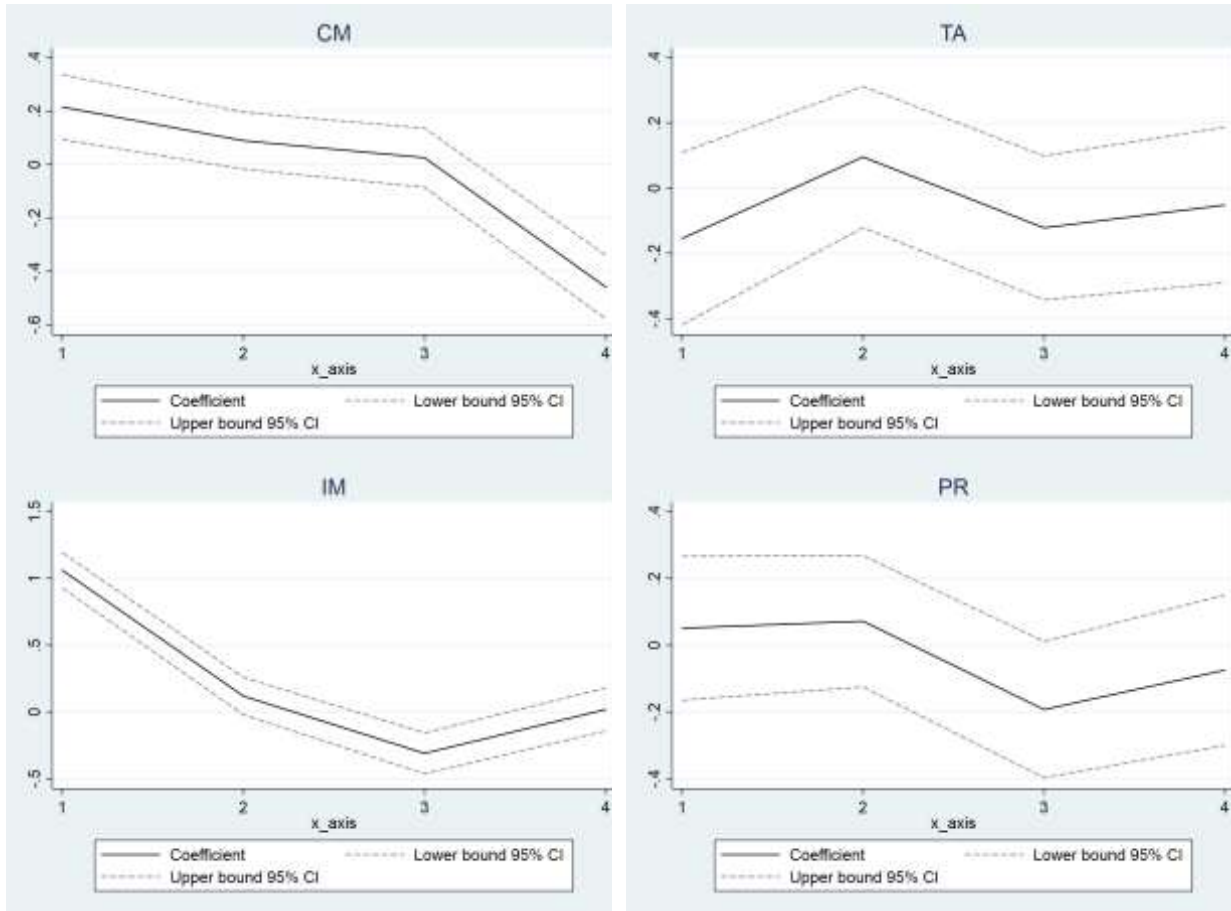 CM
.4
.2
0
-.2
-.4
-.6
1 2 3 4
x_axis
Coefficient Lower bound 95% CI
Upper bound 95% CI
TA
.4
.2
0
-.2
-.4
1 2 3 4
x_axis
Coefficient Lower bound 95% CI
Upper bound 95% CI
IM
1.5
1
.5
0
-.5
1 2 3 4
x_axis
Coefficient Lower bound 95% CI
Upper bound 95% CI
PR
.4
.2
0
-.2
-.4
1 2 3 4
x_axis
Coefficient Lower bound 95% CI
Upper bound 95% CI